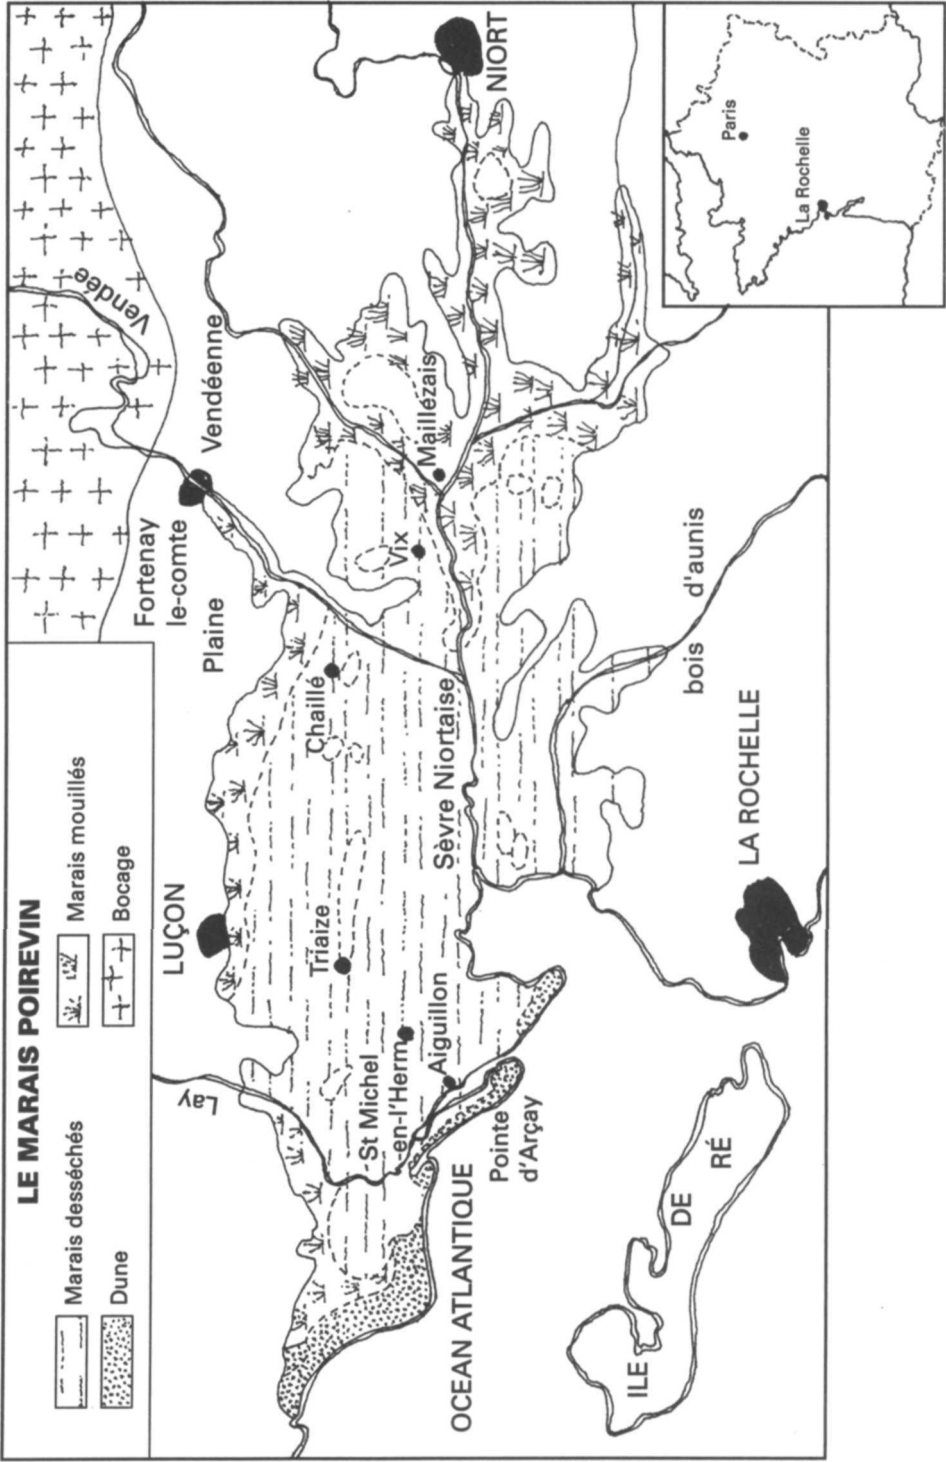 LE MARAIS POIREVIN
Marais desséchés
Marais mouillés
Dune
Bocage
Vendée
Fortenay
le-comte
Vendéenne
Plaine
LUÇON
Lay
Triaize
Chaillé
Vix
Maillezais
NIORT
St Michel
en-l'Herm
Aiguillon
Sèvre Niortaise
Pointe
d'Arçay
OCEAN ATLANTIQUE
bois d'aunis
LA ROCHELLE
ILE DE RÉ
Paris
La Rochelle